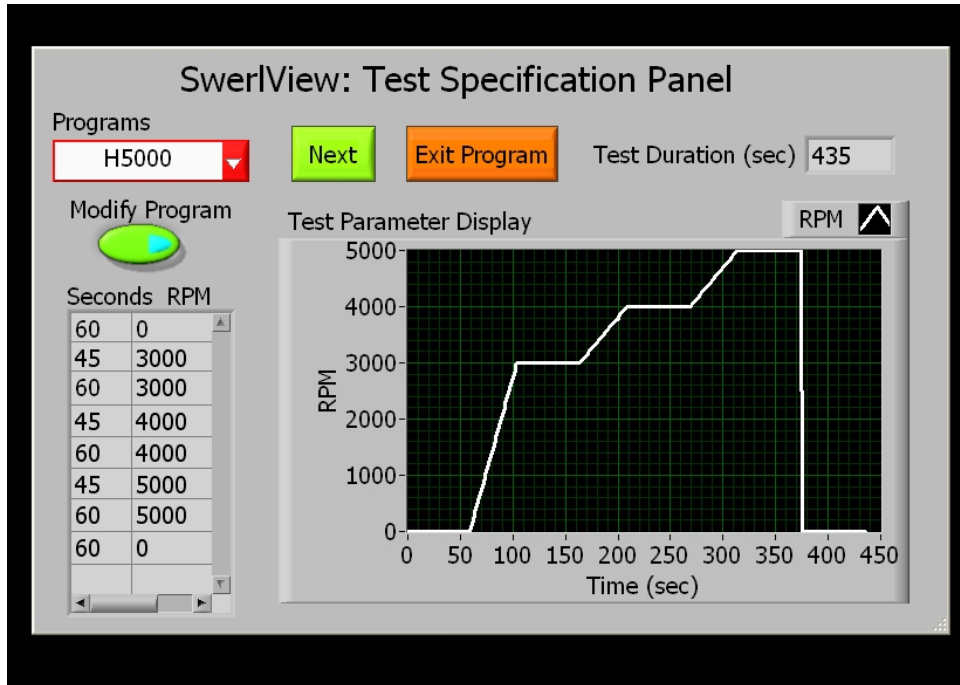 SwerlView: Test Specification Panel
Programs
H5000
Next
Exit Program
Test Duration (sec) 435
Modify Program
Test Parameter Display
RPM
Seconds RPM
60 0
45 3000
60 3000
45 4000
60 4000
45 5000
60 5000
60 0
RPM
5000
4000
3000
2000
1000
0
0 50 100 150 200 250 300 350 400 450
Time (sec)